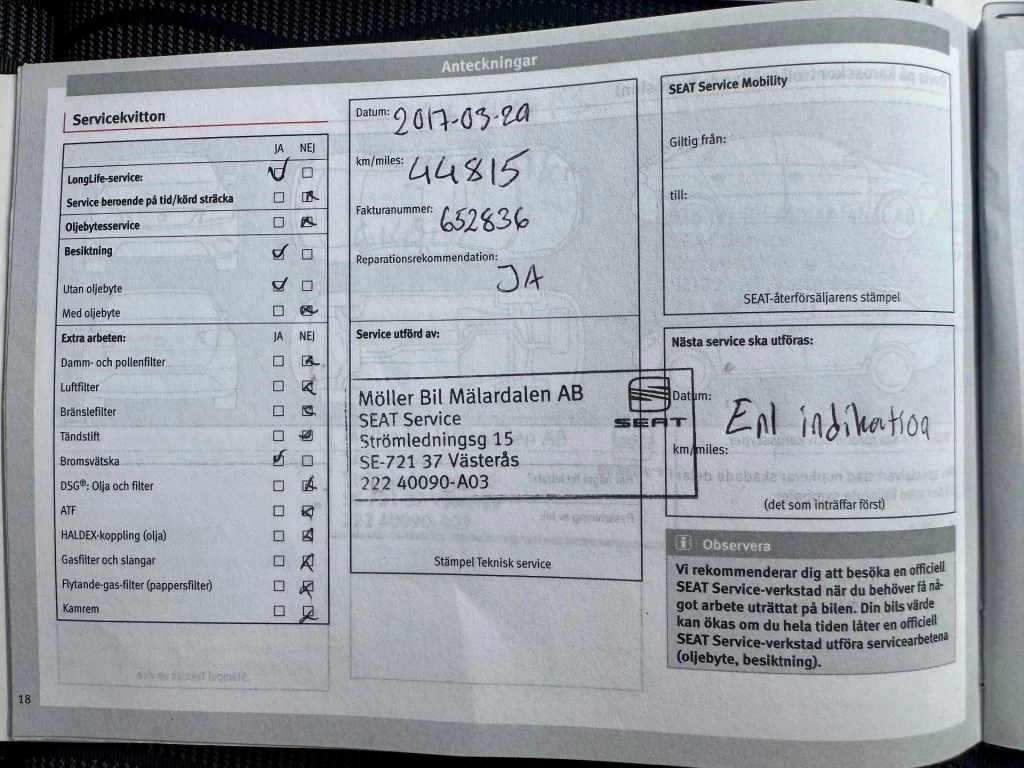 Anteckningar
Servicekvitton
JA NEJ
LongLife-service:
Service beroende på tid/körd sträcka
Oljebytesservice
Besiktning
Utan oljebyte
Med oljebyte
Extra arbeten: JA NEJ
Damm- och pollenfilter
Luftfilter
Bränslefilter
Tändstift
Bromsvätska
DSG®: Olja och filter
ATF
HALDEX-koppling (olja)
Gasfilter och slangar
Flytande-gas-filter (pappersfilter)
Kamrem
18
Datum: 2017-03-29
km/miles: 44815
Fakturanummer: 652836
Reparationsrekommendation:
JA
Service utförd av:
Möller Bil Mälardalen AB
SEAT Service
Strömledningsg 15
SE-721 37 Västerås
222 40090-A03
SEAT
Stämpel Teknisk service
SEAT Service Mobility
Giltig från:
till:
SEAT-återförsäljarens stämpel
Nästa service ska utföras:
Datum:
Enl indikation
km/miles:
(det som inträffar först)
i Observera
Vi rekommenderar dig att besöka en officiell
SEAT Service-verkstad när du behöver få nå-
got arbete uträttat på bilen. Din bils värde
kan ökas om du hela tiden låter en officiell
SEAT Service-verkstad utföra servicearbetena
(oljebyte, besiktning).